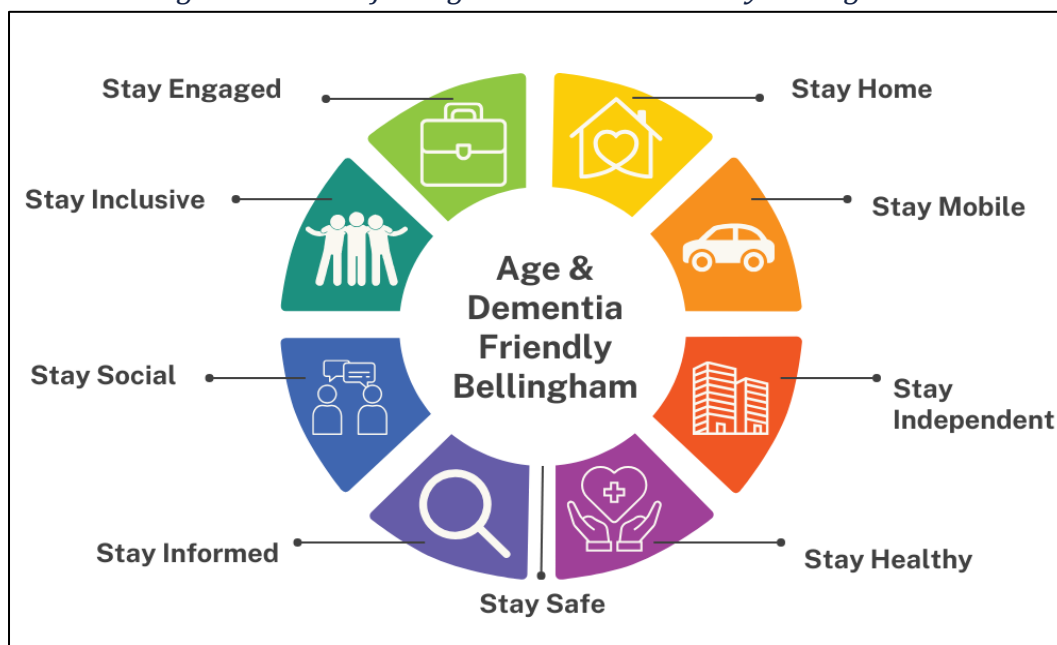 Stay Engaged
Stay Home
Stay Inclusive
Stay Mobile
Age &
Dementia
Friendly
Bellingham
Stay Social
Stay
Independent
Stay Informed
Stay Healthy
Stay Safe